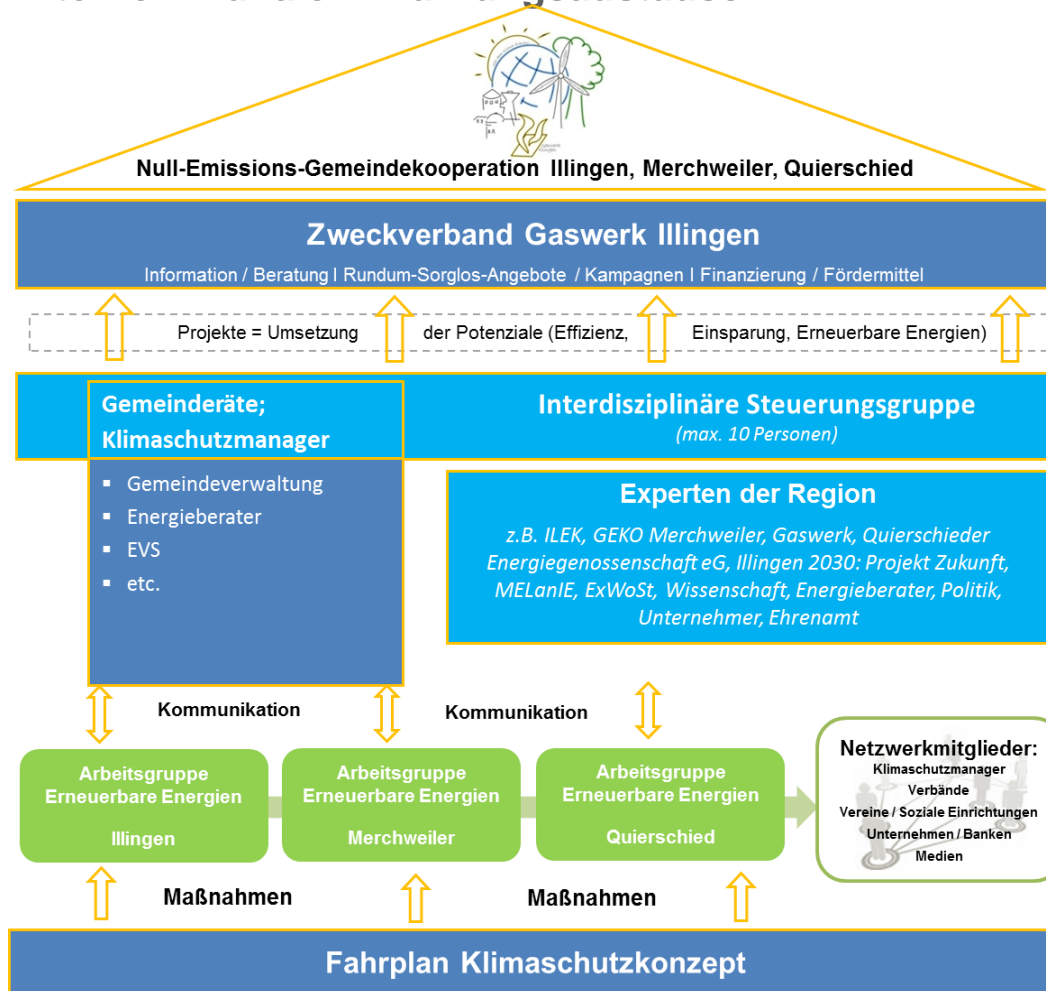 Null-Emissions-Gemeindekooperation Illingen, Merchweiler, Quierschied
Zweckverband Gaswerk Illingen
Information / Beratung I Rundum-Sorglos-Angebote / Kampagnen I Finanzierung / Fördermittel
Projekte = Umsetzung der Potenziale (Effizienz, Einsparung, Erneuerbare Energien)
Gemeinderäte;
Klimaschutzmanager
▪ Gemeindeverwaltung
▪ Energieberater
▪ EVS
▪ etc.
Interdisziplinäre Steuerungsgruppe
(max. 10 Personen)
Experten der Region
z.B. ILEK, GEKO Merchweiler, Gaswerk, Quierschieder
Energiegenossenschaft eG, Illingen 2030: Projekt Zukunft,
MELanIE, ExWoSt, Wissenschaft, Energieberater, Politik,
Unternehmer, Ehrenamt
Kommunikation
Kommunikation
Arbeitsgruppe
Erneuerbare Energien
Illingen
Arbeitsgruppe
Erneuerbare Energien
Merchweiler
Arbeitsgruppe
Erneuerbare Energien
Quierschied
Netzwerkmitglieder:
Klimaschutzmanager
Verbände
Vereine / Soziale Einrichtungen
Unternehmen / Banken
Medien
Maßnahmen
Maßnahmen
Fahrplan Klimaschutzkonzept